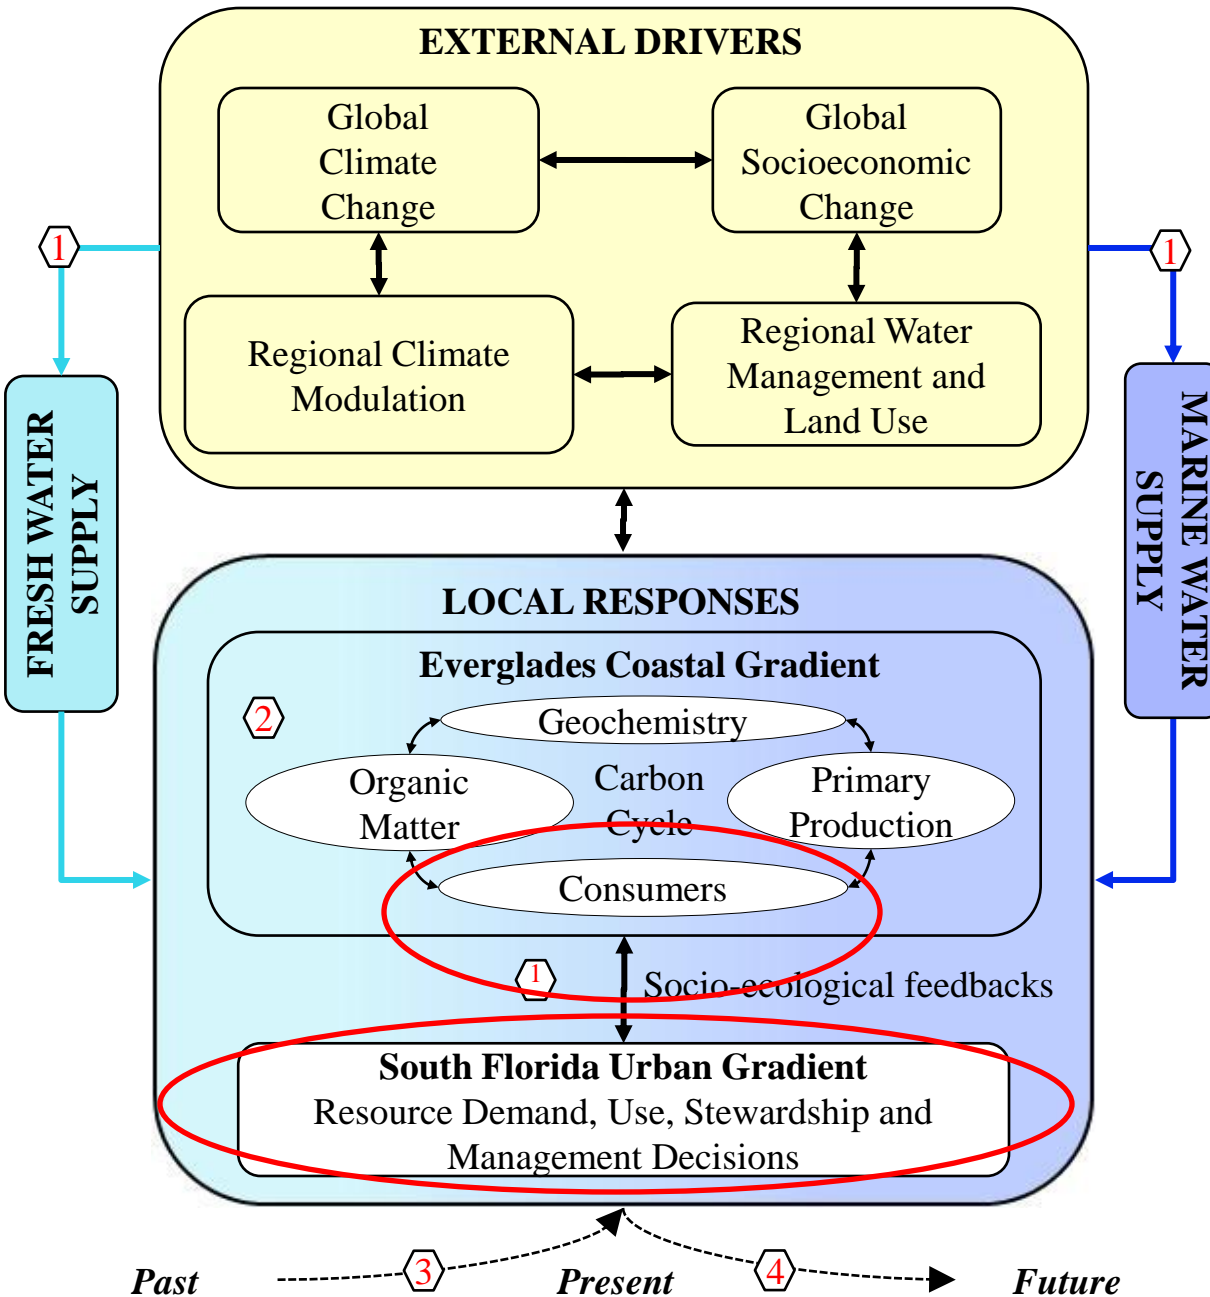 EXTERNAL DRIVERS
Global
Climate
Change
Global
Socioeconomic
Change
1
1
Regional Climate
Modulation
Regional Water
Management and
Land Use
FRESH WATER
SUPPLY
MARINE WATER
SUPPLY
LOCAL RESPONSES
Everglades Coastal Gradient
2
Geochemistry
Organic
Matter
Carbon
Cycle
Primary
Production
Consumers
1
Socio-ecological feedbacks
South Florida Urban Gradient
Resource Demand, Use, Stewardship and
Management Decisions
3
4
Past
Present
Future